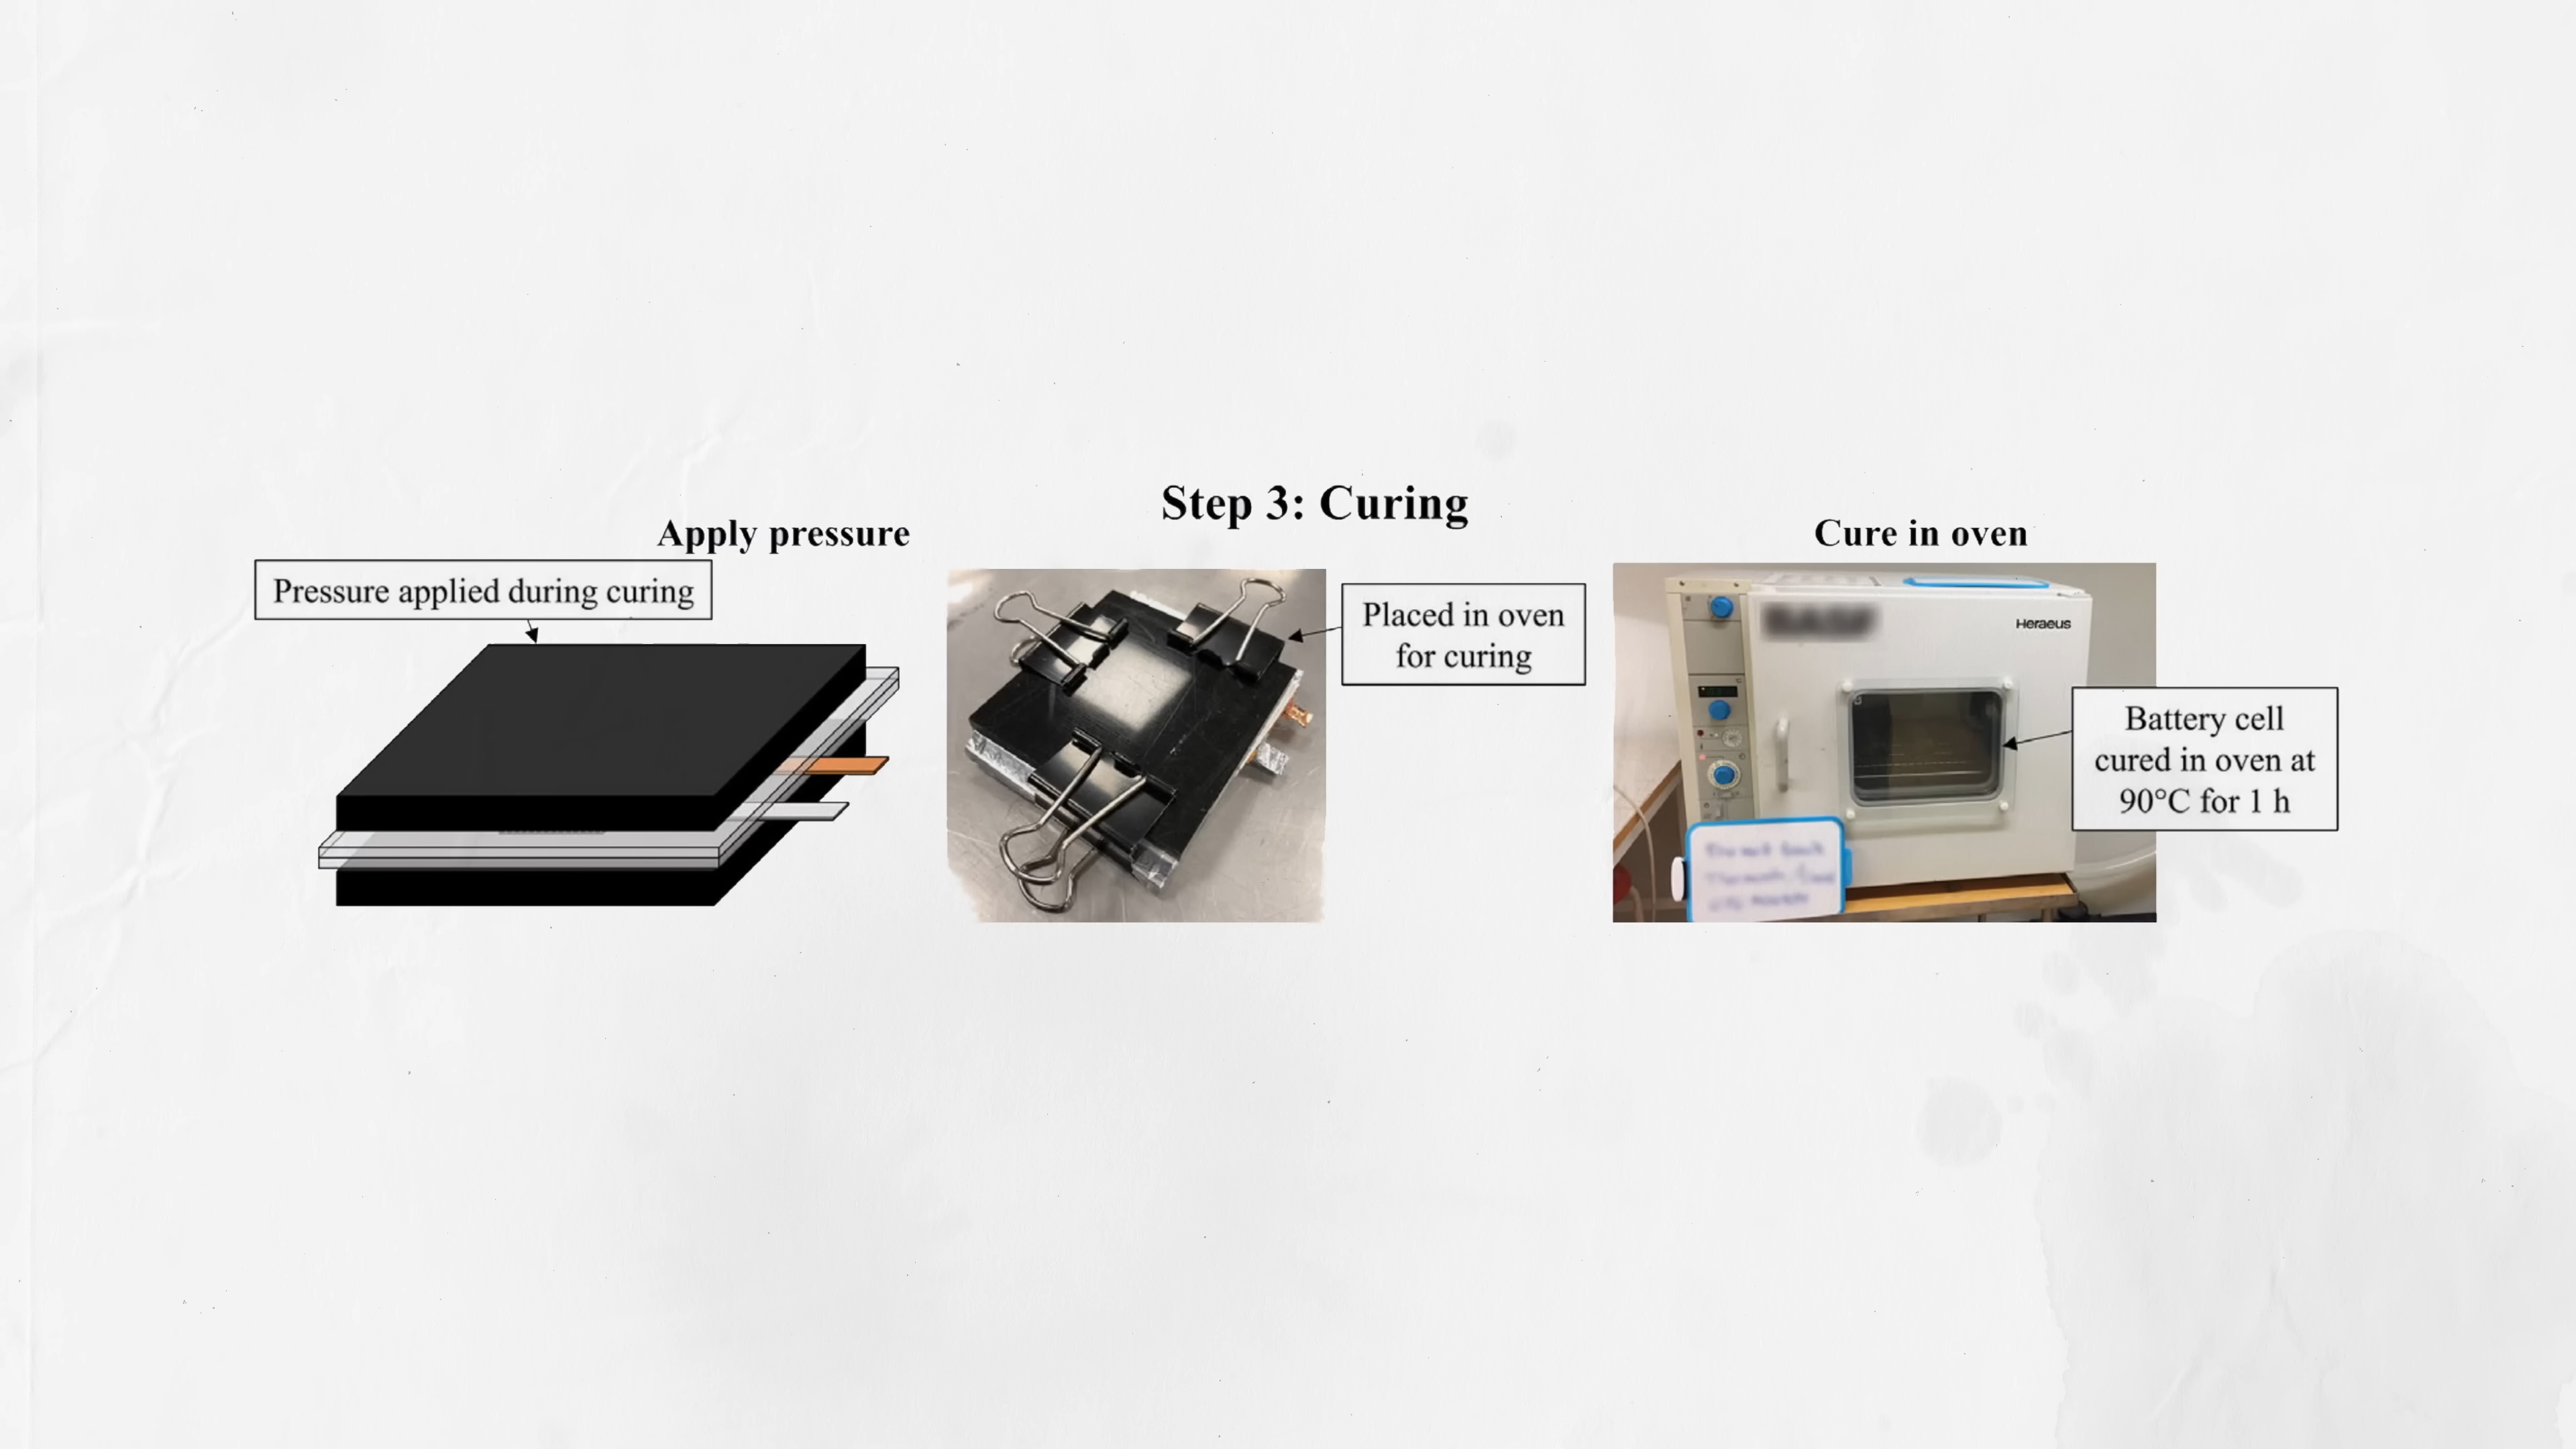 Step 3: Curing
Apply pressure
Pressure applied during curing
Placed in oven
for curing
Cure in oven
Heraeus
Battery cell
cured in oven at
90°C for 1 h